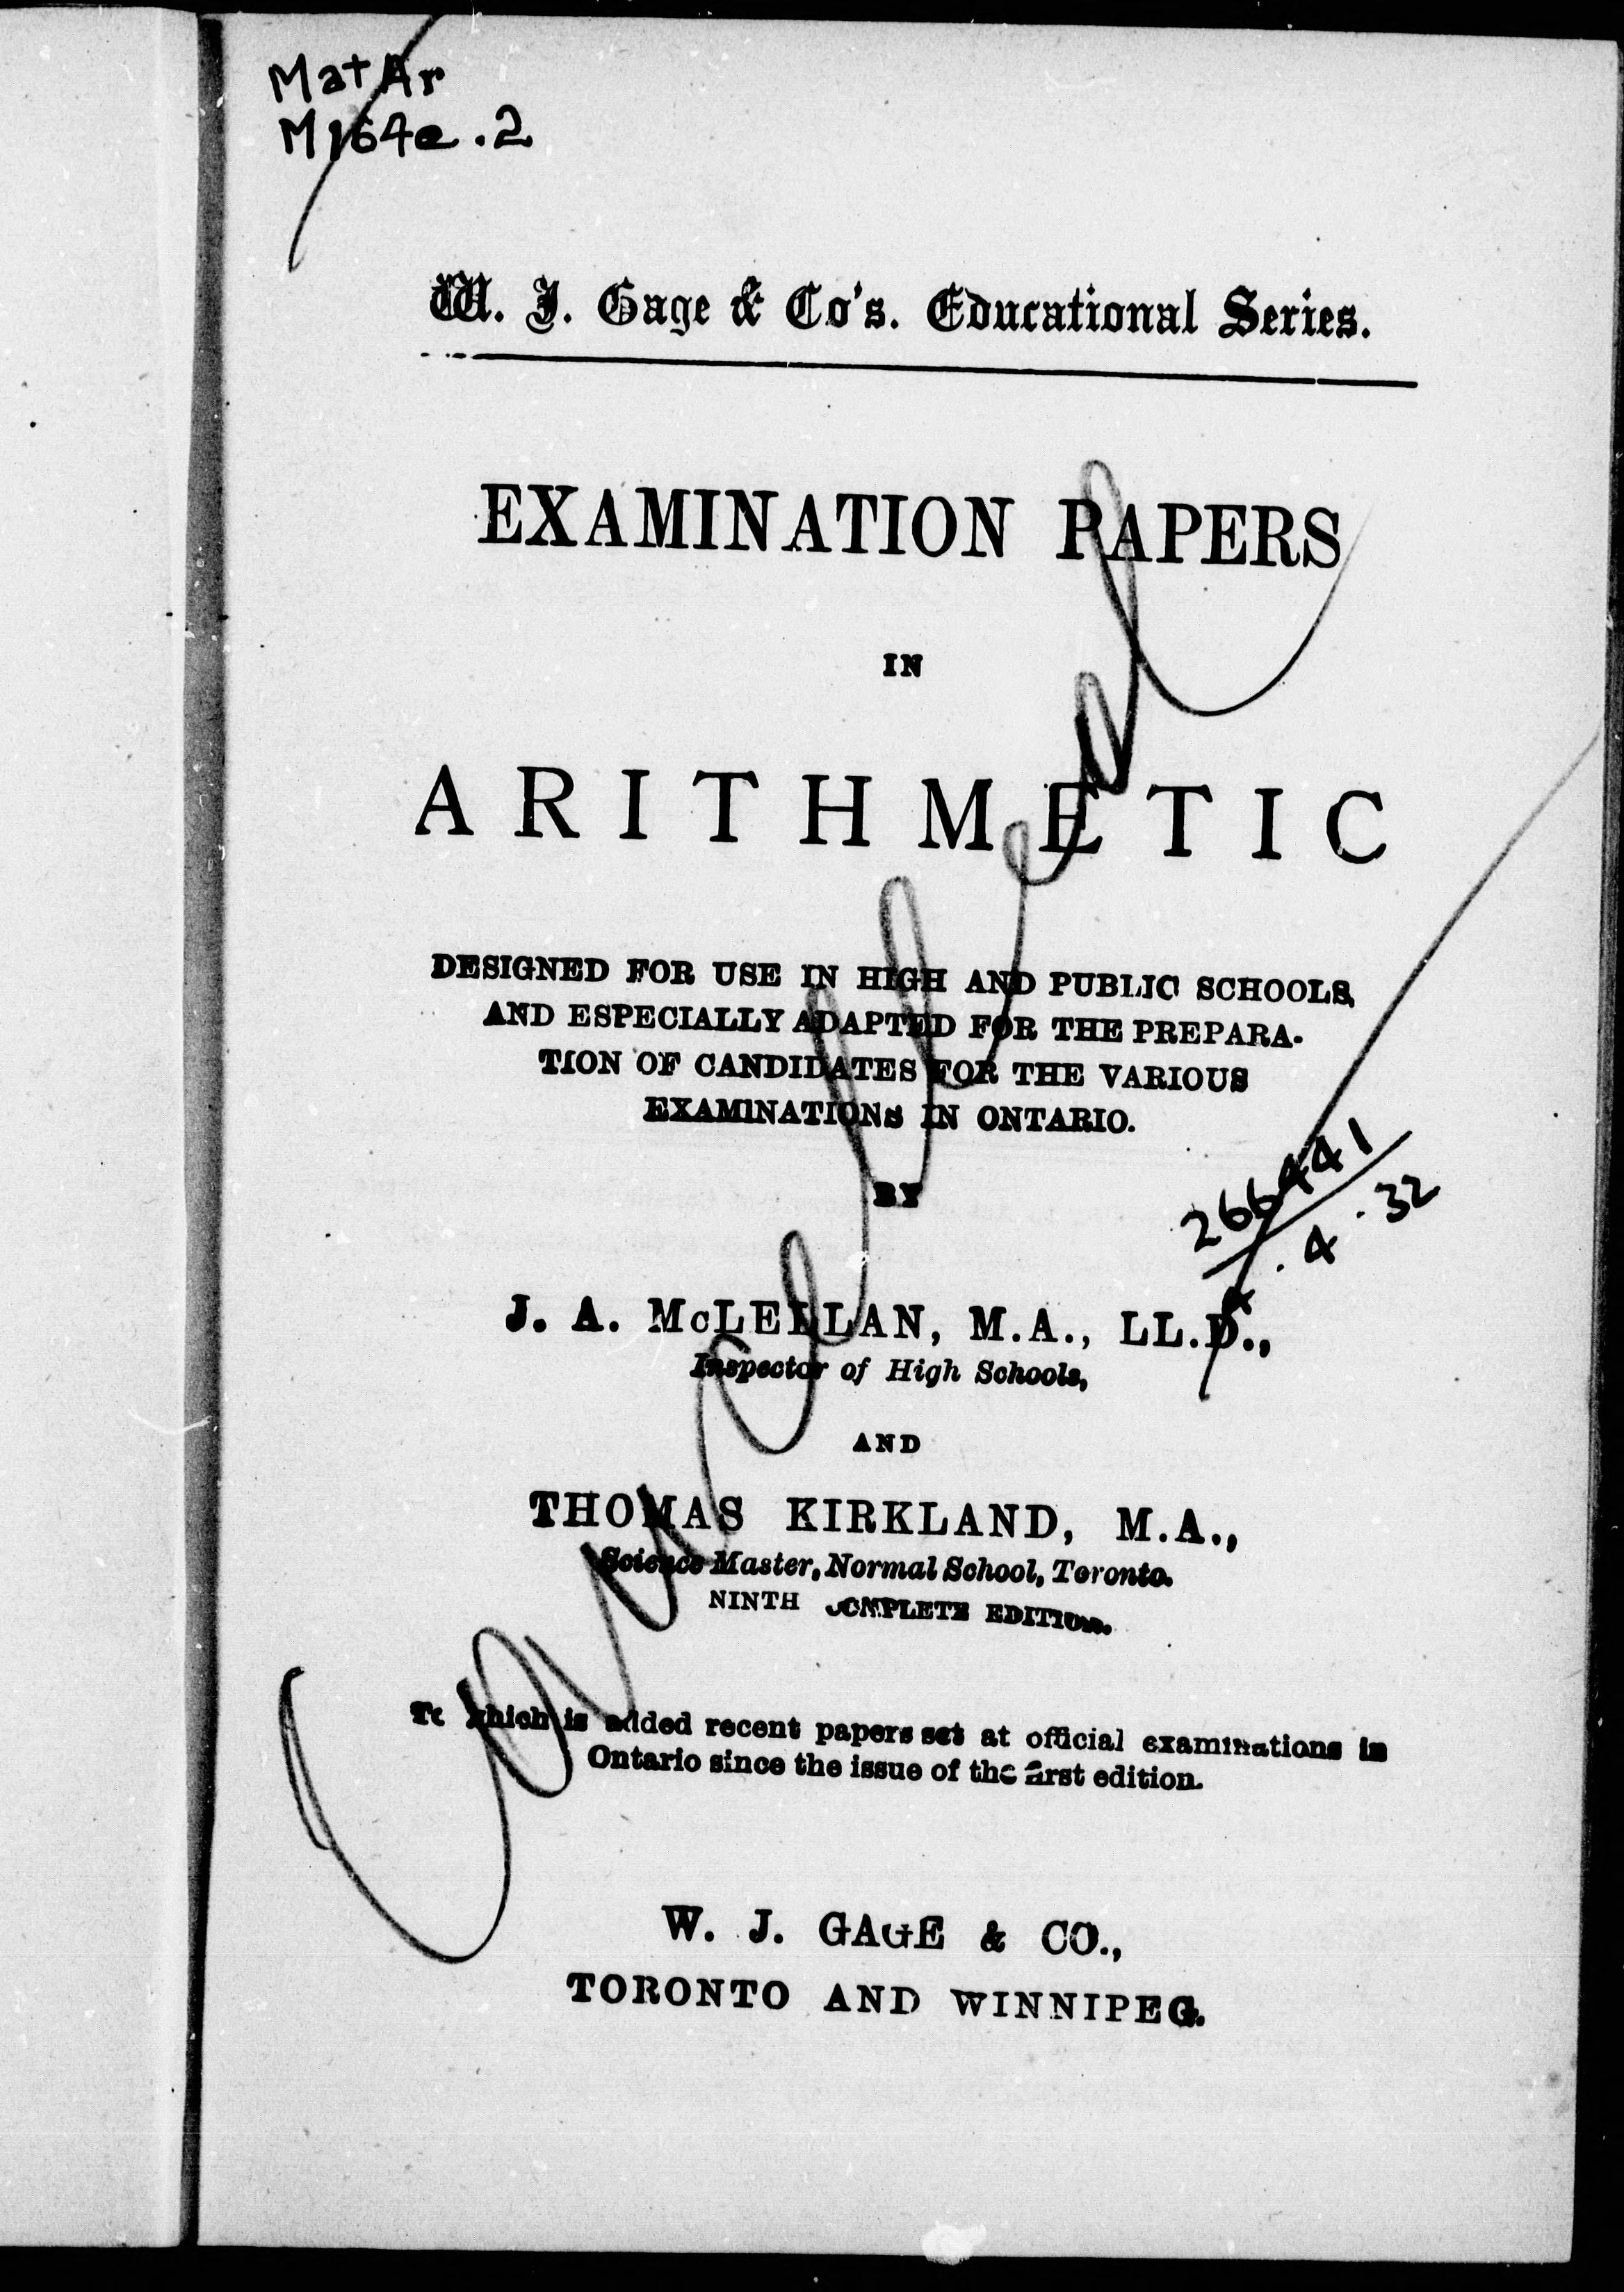 MatAr
M164e.2
W. J. Gage & Co's. Educational Series.
EXAMINATION PAPERS
IN
ARITHMETIC
DESIGNED FOR USE IN HIGH AND PUBLIC SCHOOLS,
AND ESPECIALLY ADAPTED FOR THE PREPARA-
TION OF CANDIDATES FOR THE VARIOUS
EXAMINATIONS IN ONTARIO.
BY
266441
4.32
J. A. McLELLAN, M.A., LL.D.,
Inspector of High Schools,
AND
THOMAS KIRKLAND, M.A.,
Science Master, Normal School, Toronto.
NINTH COMPLETE EDITION.
To which is added recent papers set at official examinations in
Ontario since the issue of the first edition.
W. J. GAGE & CO.,
TORONTO AND WINNIPEG.
Cancelled